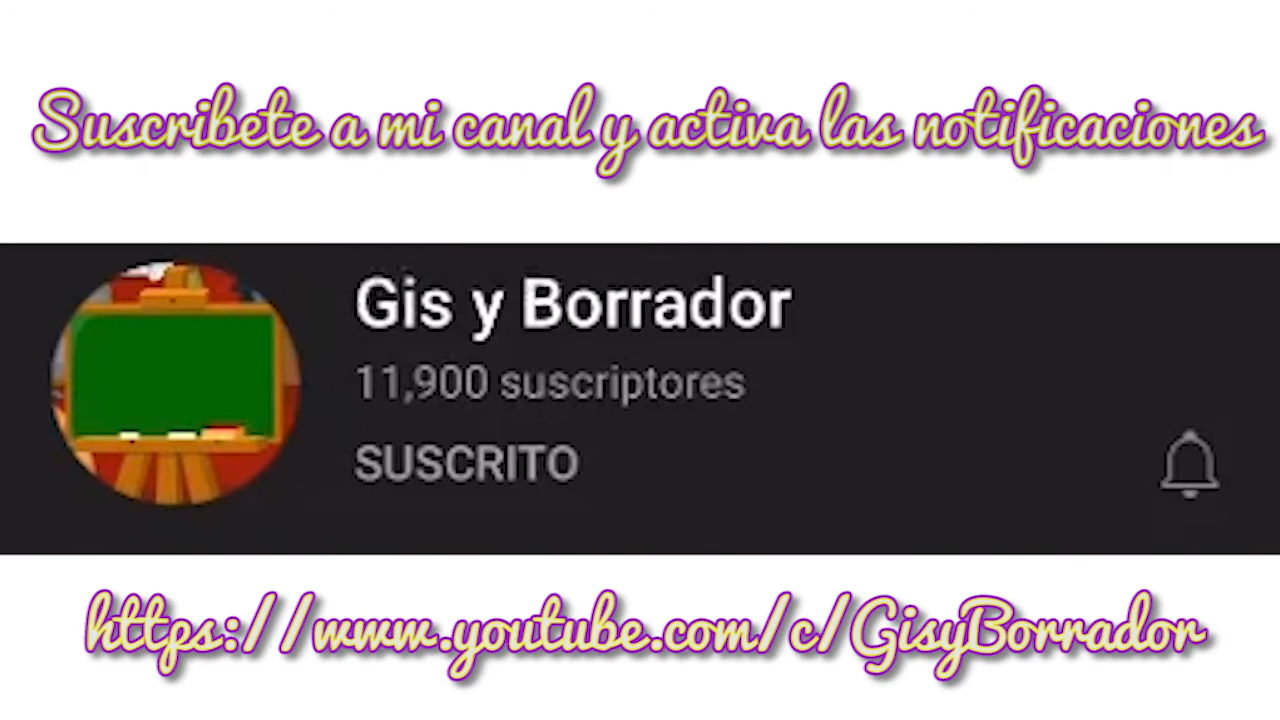 Suscribete a mi canal y activa las notificaciones
Gis y Borrador
11,900 suscriptores
SUSCRITO
https://www.youtube.com/c/GisyBorrador